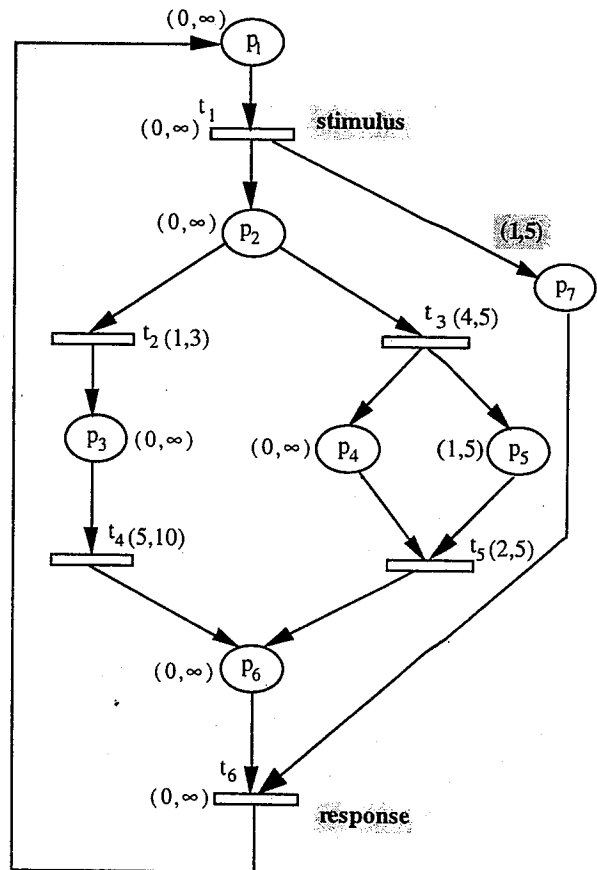 (0,∞)
p1
t1
(0,∞)
stimulus
(0,∞)
p2
(1,5)
p7
t2 (1,3)
t3 (4,5)
p3
(0,∞)
(0,∞)
p4
(1,5)
p5
t4 (5,10)
t5 (2,5)
(0,∞)
p6
t6
(0,∞)
response